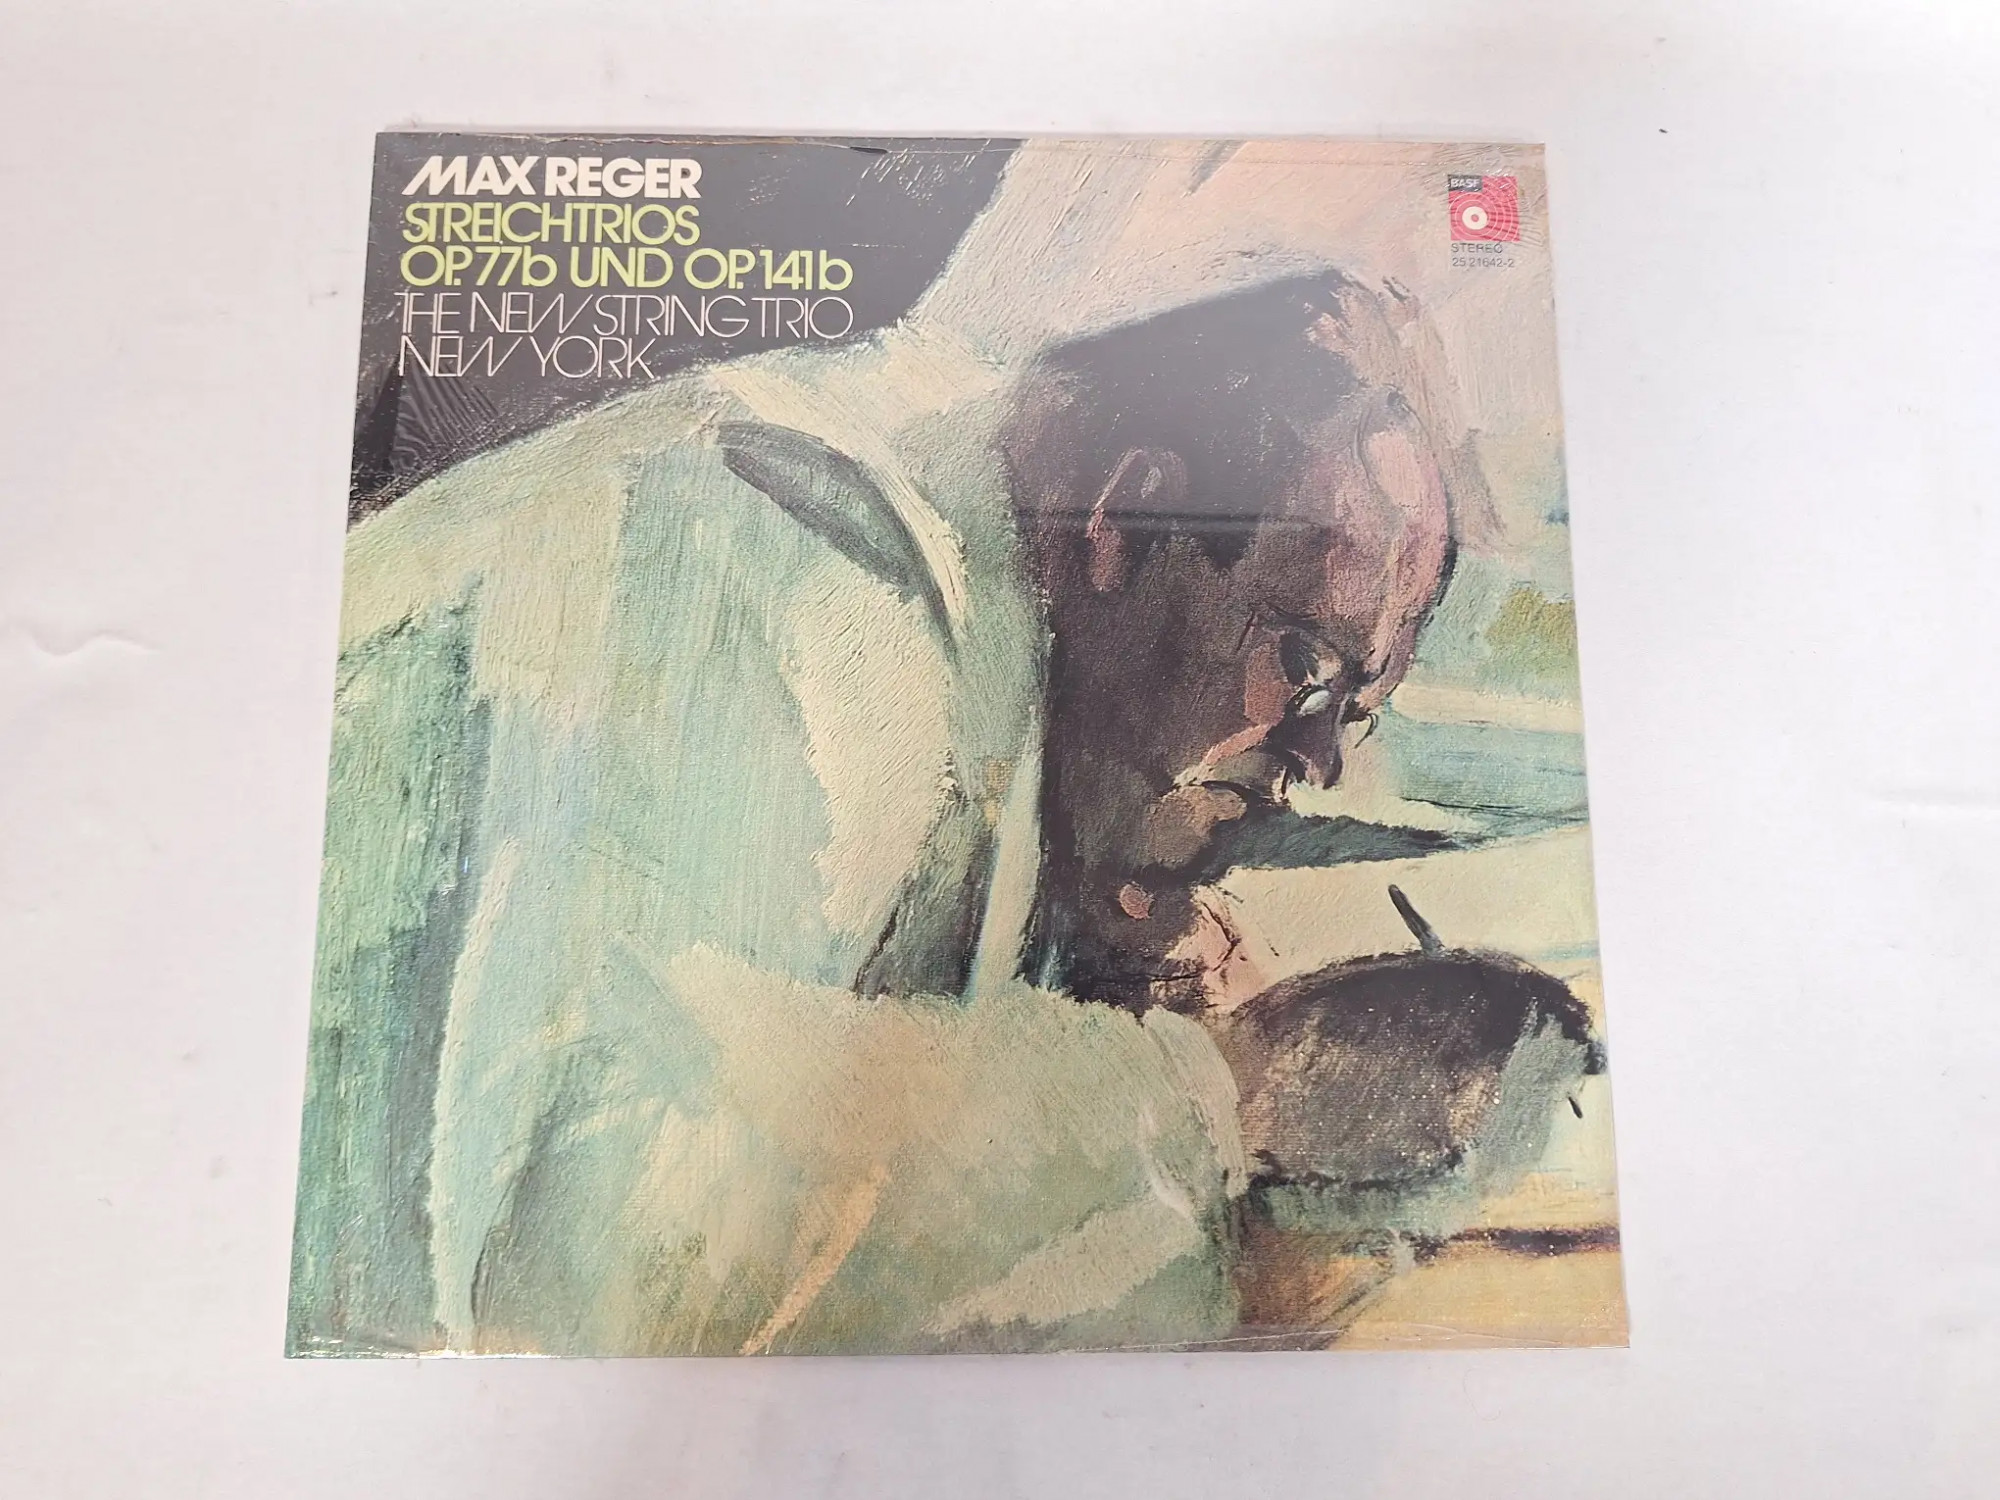 MAX REGER
STREICHTRIOS
OP. 77b UND OP. 141b
THE NEW STRING TRIO
NEW YORK
BASF
STEREO
25 21642-2